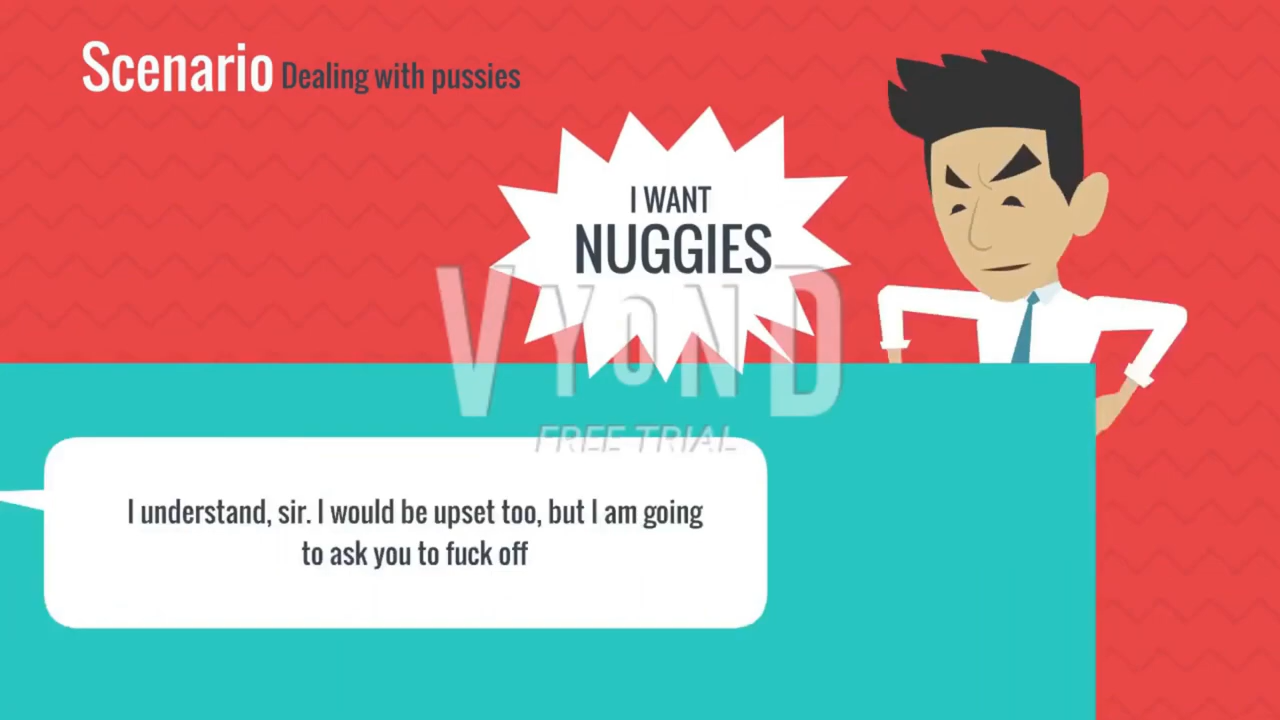 Scenario Dealing with pussies
I WANT
NUGGIES
VYOND
FREE TRIAL
I understand, sir. I would be upset too, but I am going
to ask you to fuck off